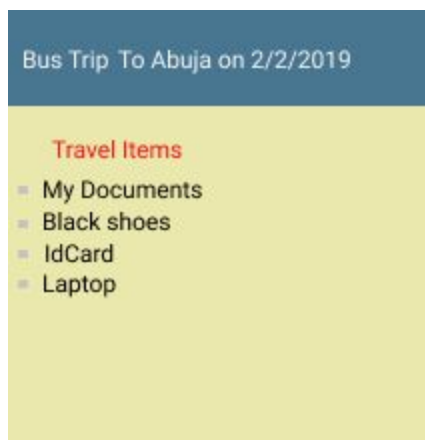 Bus Trip To Abuja on 2/2/2019
Travel Items
My Documents
Black shoes
IdCard
Laptop